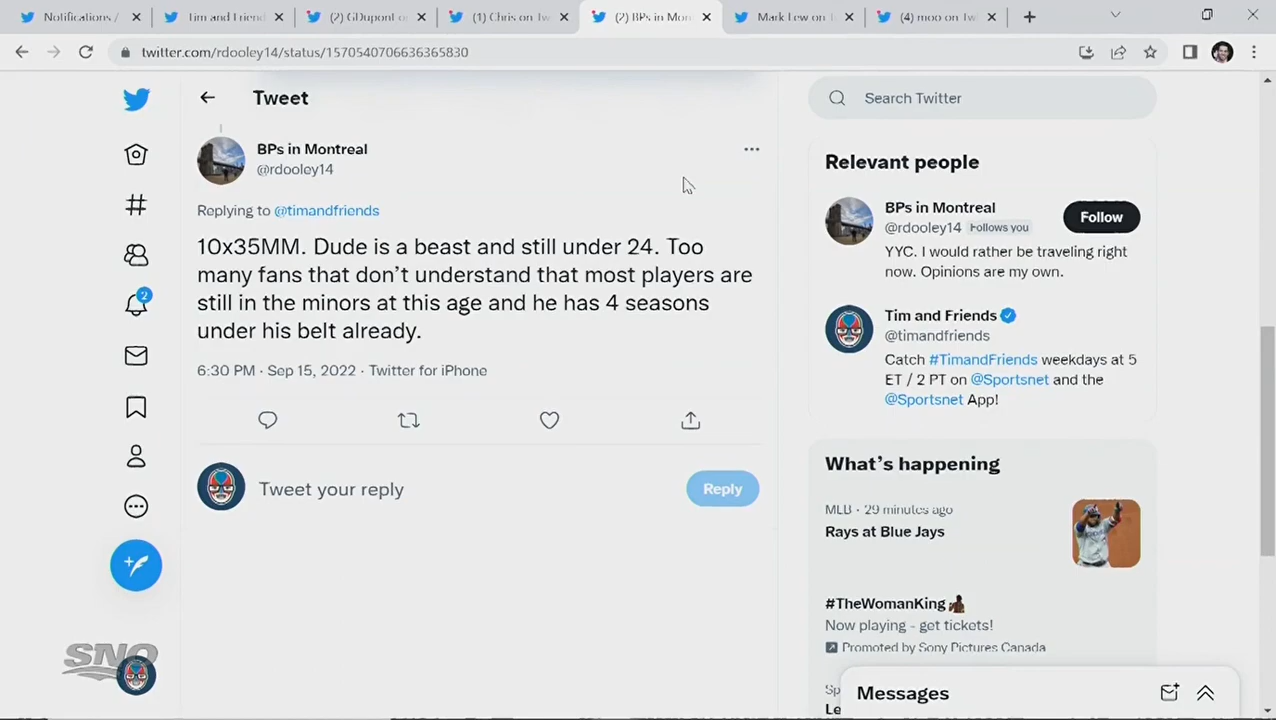 Notifications /
Tim and Friend
(2) GDupont o
(1) Chris on Tw
(2) BPs in Mon
Mark Lew on T
(4) moo on Tw
twitter.com/rdooley14/status/1570540706636365830
Tweet
Search Twitter
BPs in Montreal
@rdooley14
Replying to @timandfriends
10x35MM. Dude is a beast and still under 24. Too
many fans that don’t understand that most players are
still in the minors at this age and he has 4 seasons
under his belt already.
6:30 PM · Sep 15, 2022 · Twitter for iPhone
Tweet your reply
Reply
2
Relevant people
BPs in Montreal
@rdooley14 Follows you
Follow
YYC. I would rather be traveling right
now. Opinions are my own.
Tim and Friends
@timandfriends
Catch #TimandFriends weekdays at 5
ET / 2 PT on @Sportsnet and the
@Sportsnet App!
What’s happening
MLB · 29 minutes ago
Rays at Blue Jays
#TheWomanKing
Now playing - get tickets!
Promoted by Sony Pictures Canada
Messages
SNO